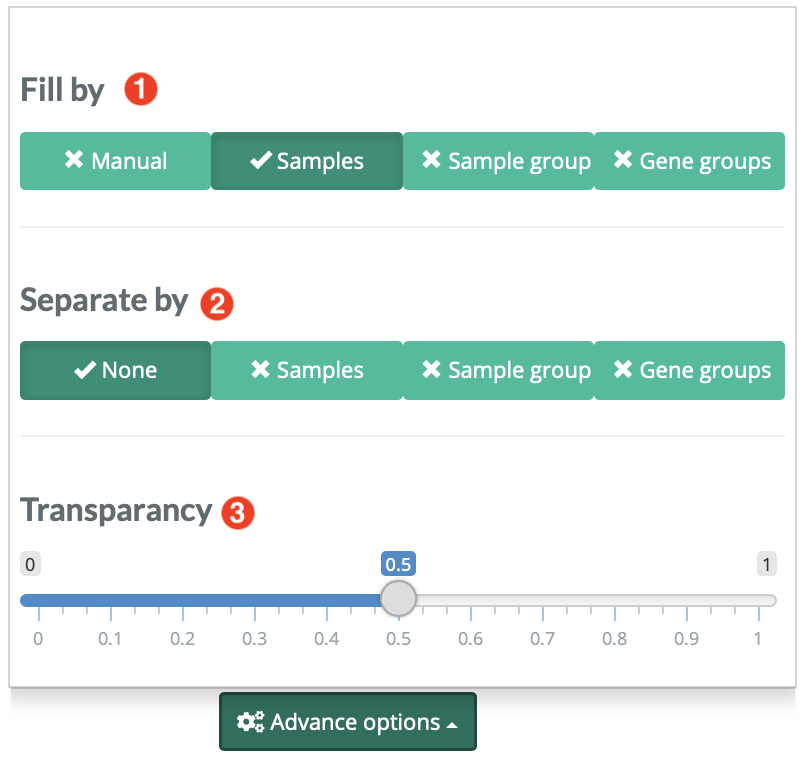 Fill by 1
Manual Samples Sample group Gene groups
Separate by 2
None Samples Sample group Gene groups
Transparancy 3
0 0.5 1
0 0.1 0.2 0.3 0.4 0.5 0.6 0.7 0.8 0.9 1
Advance options